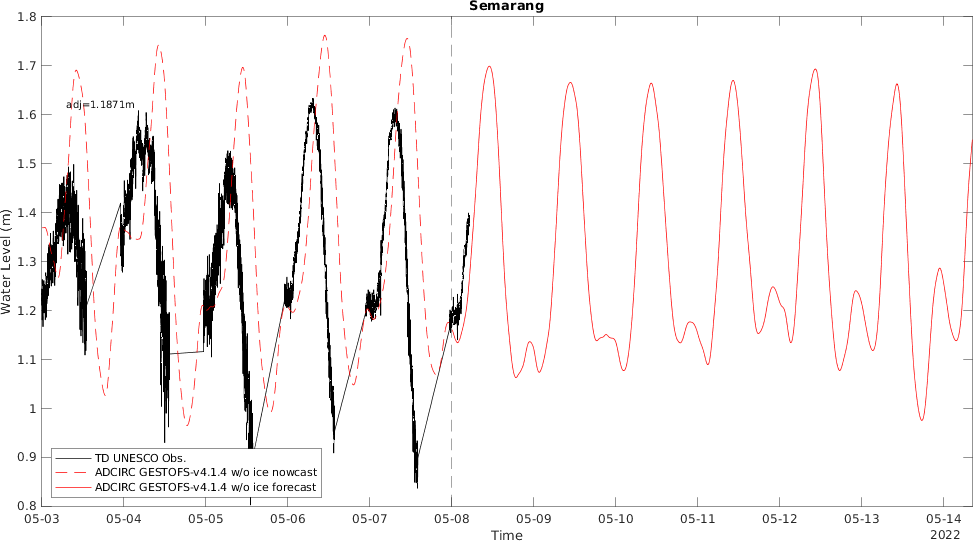 Semarang
1.8
1.7
1.6
1.5
1.4
1.3
1.2
1.1
1
0.9
0.8
Water Level (m)
adj=1.1871m
TD UNESCO Obs.
ADCIRC GESTOFS-v4.1.4 w/o ice nowcast
ADCIRC GESTOFS-v4.1.4 w/o ice forecast
05-03 05-04 05-05 05-06 05-07 05-08 05-09 05-10 05-11 05-12 05-13 05-14
Time
2022